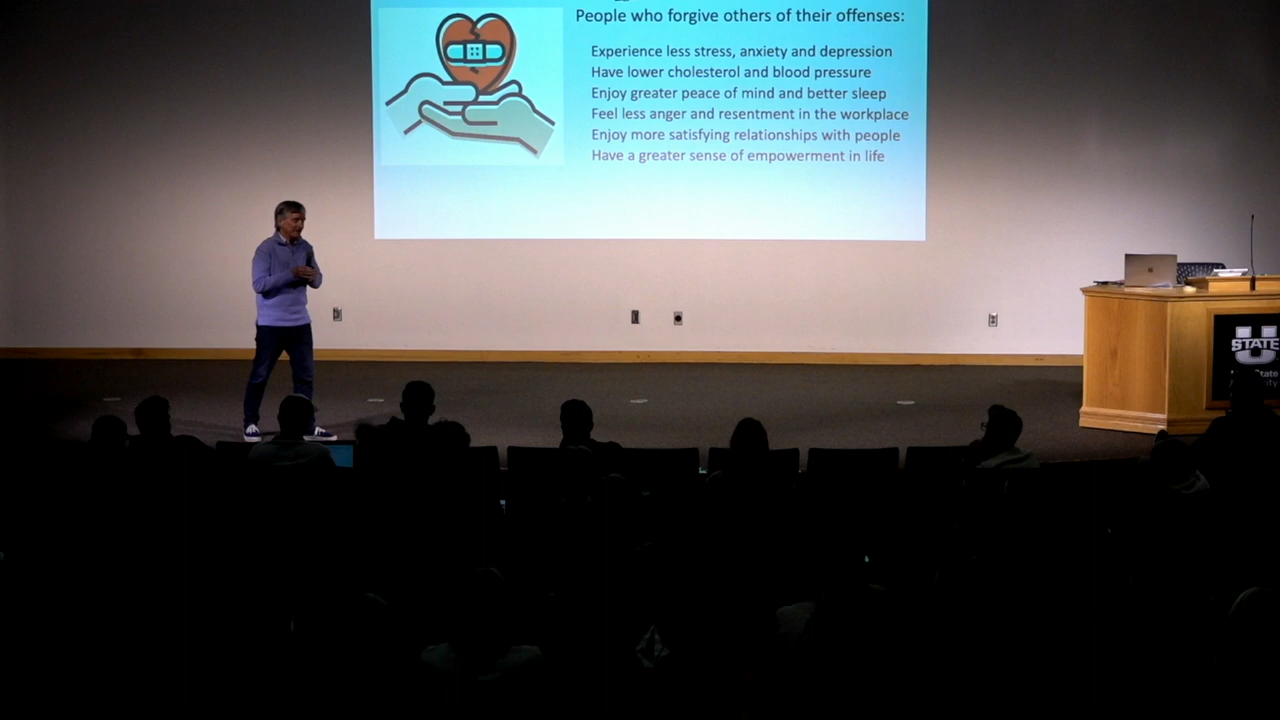 People who forgive others of their offenses:
Experience less stress, anxiety and depression
Have lower cholesterol and blood pressure
Enjoy greater peace of mind and better sleep
Feel less anger and resentment in the workplace
Enjoy more satisfying relationships with people
Have a greater sense of empowerment in life
U
STATE
State